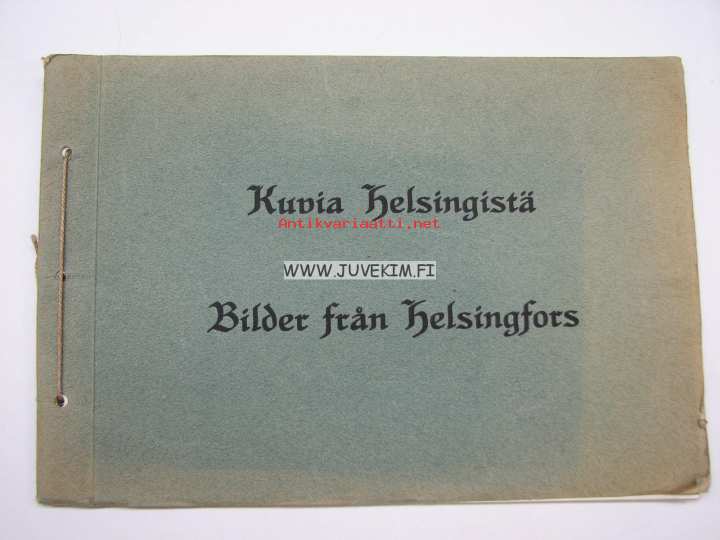 Kuvia Helsingistä
Antikvariaatti.net
WWW.JUVEKIM.FI
Bilder från Helsingfors